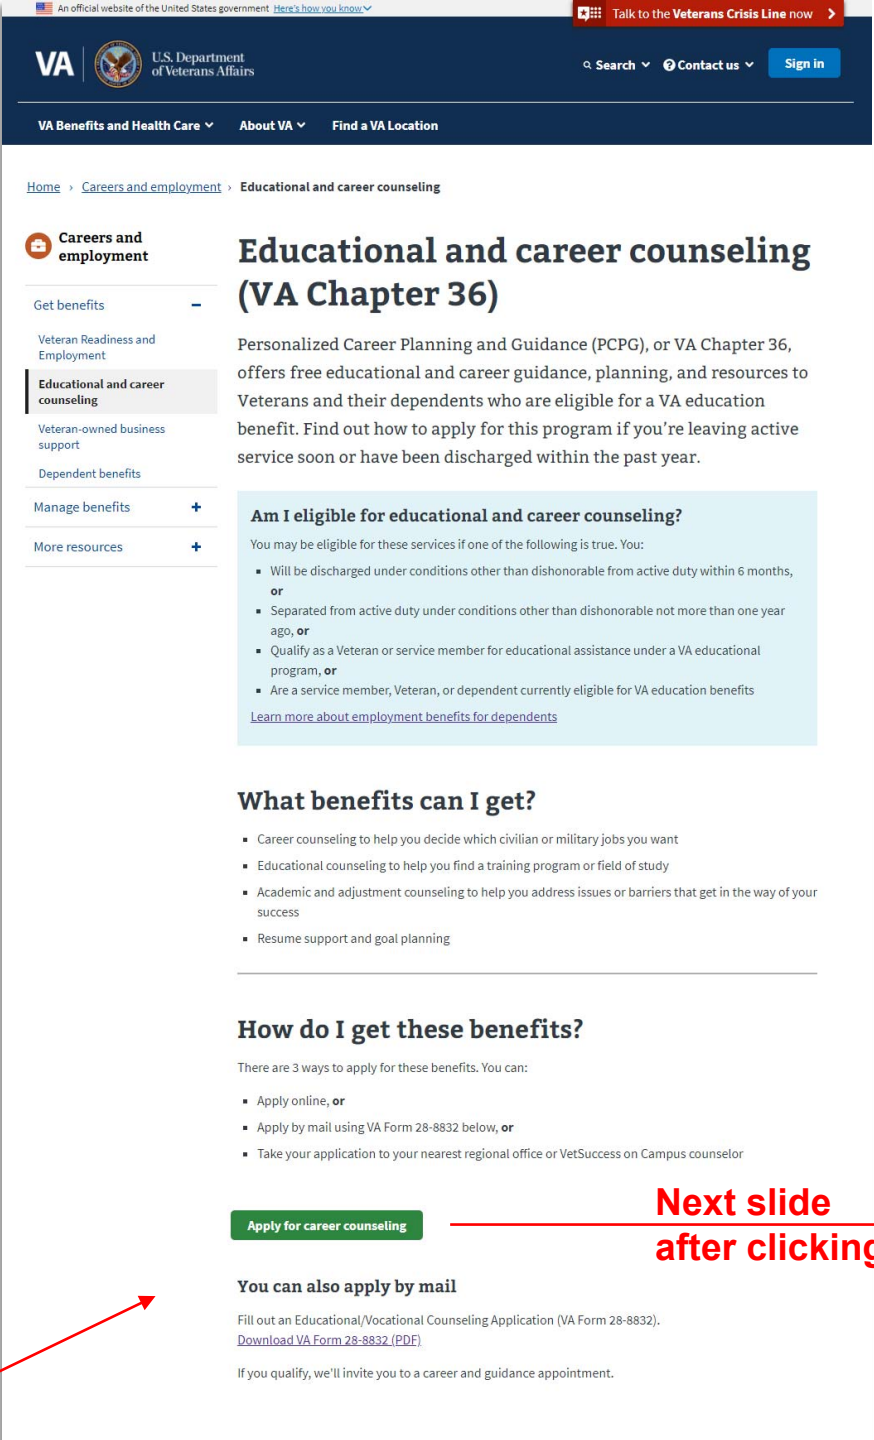 An official website of the United States government Here's how you know
Talk to the Veterans Crisis Line now
VA
U.S. Department
of Veterans Affairs
Search
Contact us
Sign in
VA Benefits and Health Care
About VA
Find a VA Location
Home › Careers and employment › Educational and career counseling
Careers and
employment
Get benefits
Veteran Readiness and
Employment
Educational and career
counseling
Veteran-owned business
support
Dependent benefits
Manage benefits
More resources
Educational and career counseling
(VA Chapter 36)
Personalized Career Planning and Guidance (PCPG), or VA Chapter 36,
offers free educational and career guidance, planning, and resources to
Veterans and their dependents who are eligible for a VA education
benefit. Find out how to apply for this program if you're leaving active
service soon or have been discharged within the past year.
Am I eligible for educational and career counseling?
You may be eligible for these services if one of the following is true. You:
▪ Will be discharged under conditions other than dishonorable from active duty within 6 months,
or
▪ Separated from active duty under conditions other than dishonorable not more than one year
ago, or
▪ Qualify as a Veteran or service member for educational assistance under a VA educational
program, or
▪ Are a service member, Veteran, or dependent currently eligible for VA education benefits
Learn more about employment benefits for dependents
What benefits can I get?
▪ Career counseling to help you decide which civilian or military jobs you want
▪ Educational counseling to help you find a training program or field of study
▪ Academic and adjustment counseling to help you address issues or barriers that get in the way of your
success
▪ Resume support and goal planning
How do I get these benefits?
There are 3 ways to apply for these benefits. You can:
▪ Apply online, or
▪ Apply by mail using VA Form 28-8832 below, or
▪ Take your application to your nearest regional office or VetSuccess on Campus counselor
Apply for career counseling
Next slide
after clicking
You can also apply by mail
Fill out an Educational/Vocational Counseling Application (VA Form 28-8832).
Download VA Form 28-8832 (PDF)
If you qualify, we'll invite you to a career and guidance appointment.